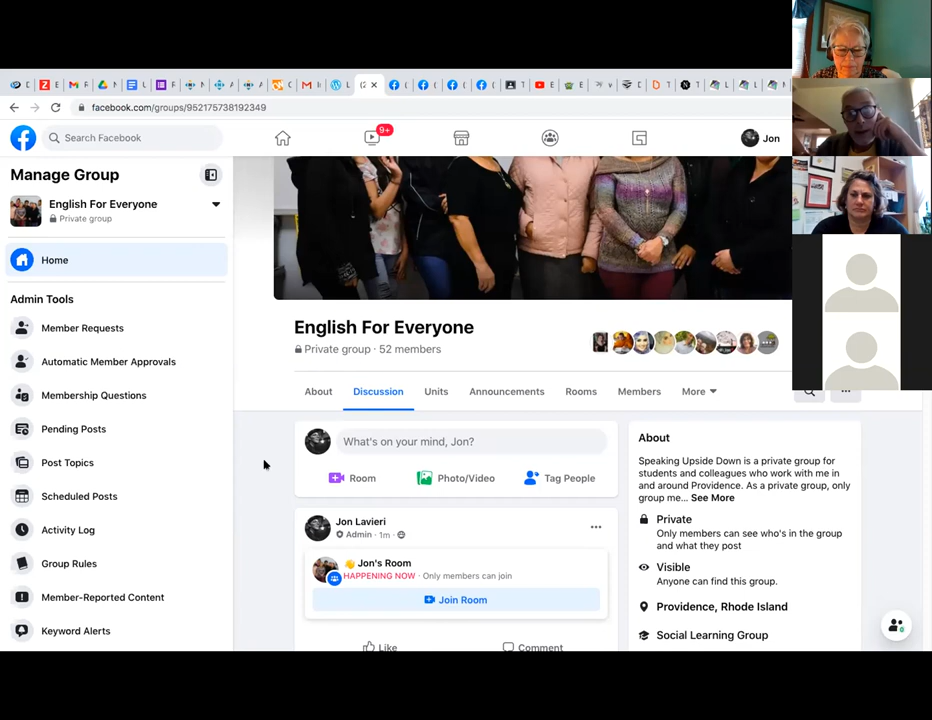 facebook.com/groups/952175738192349
Search Facebook
9+
Jon
Manage Group
English For Everyone
Private group
Home
Admin Tools
Member Requests
Automatic Member Approvals
Membership Questions
Pending Posts
Post Topics
Scheduled Posts
Activity Log
Group Rules
Member-Reported Content
Keyword Alerts
English For Everyone
Private group · 52 members
About
Discussion
Units
Announcements
Rooms
Members
More
What's on your mind, Jon?
Room
Photo/Video
Tag People
Jon Lavieri
Admin · 1m ·
Jon's Room
HAPPENING NOW · Only members can join
Join Room
Like
Comment
About
Speaking Upside Down is a private group for
students and colleagues who work with me in
and around Providence. As a private group, only
group me... See More
Private
Only members can see who's in the group
and what they post
Visible
Anyone can find this group.
Providence, Rhode Island
Social Learning Group